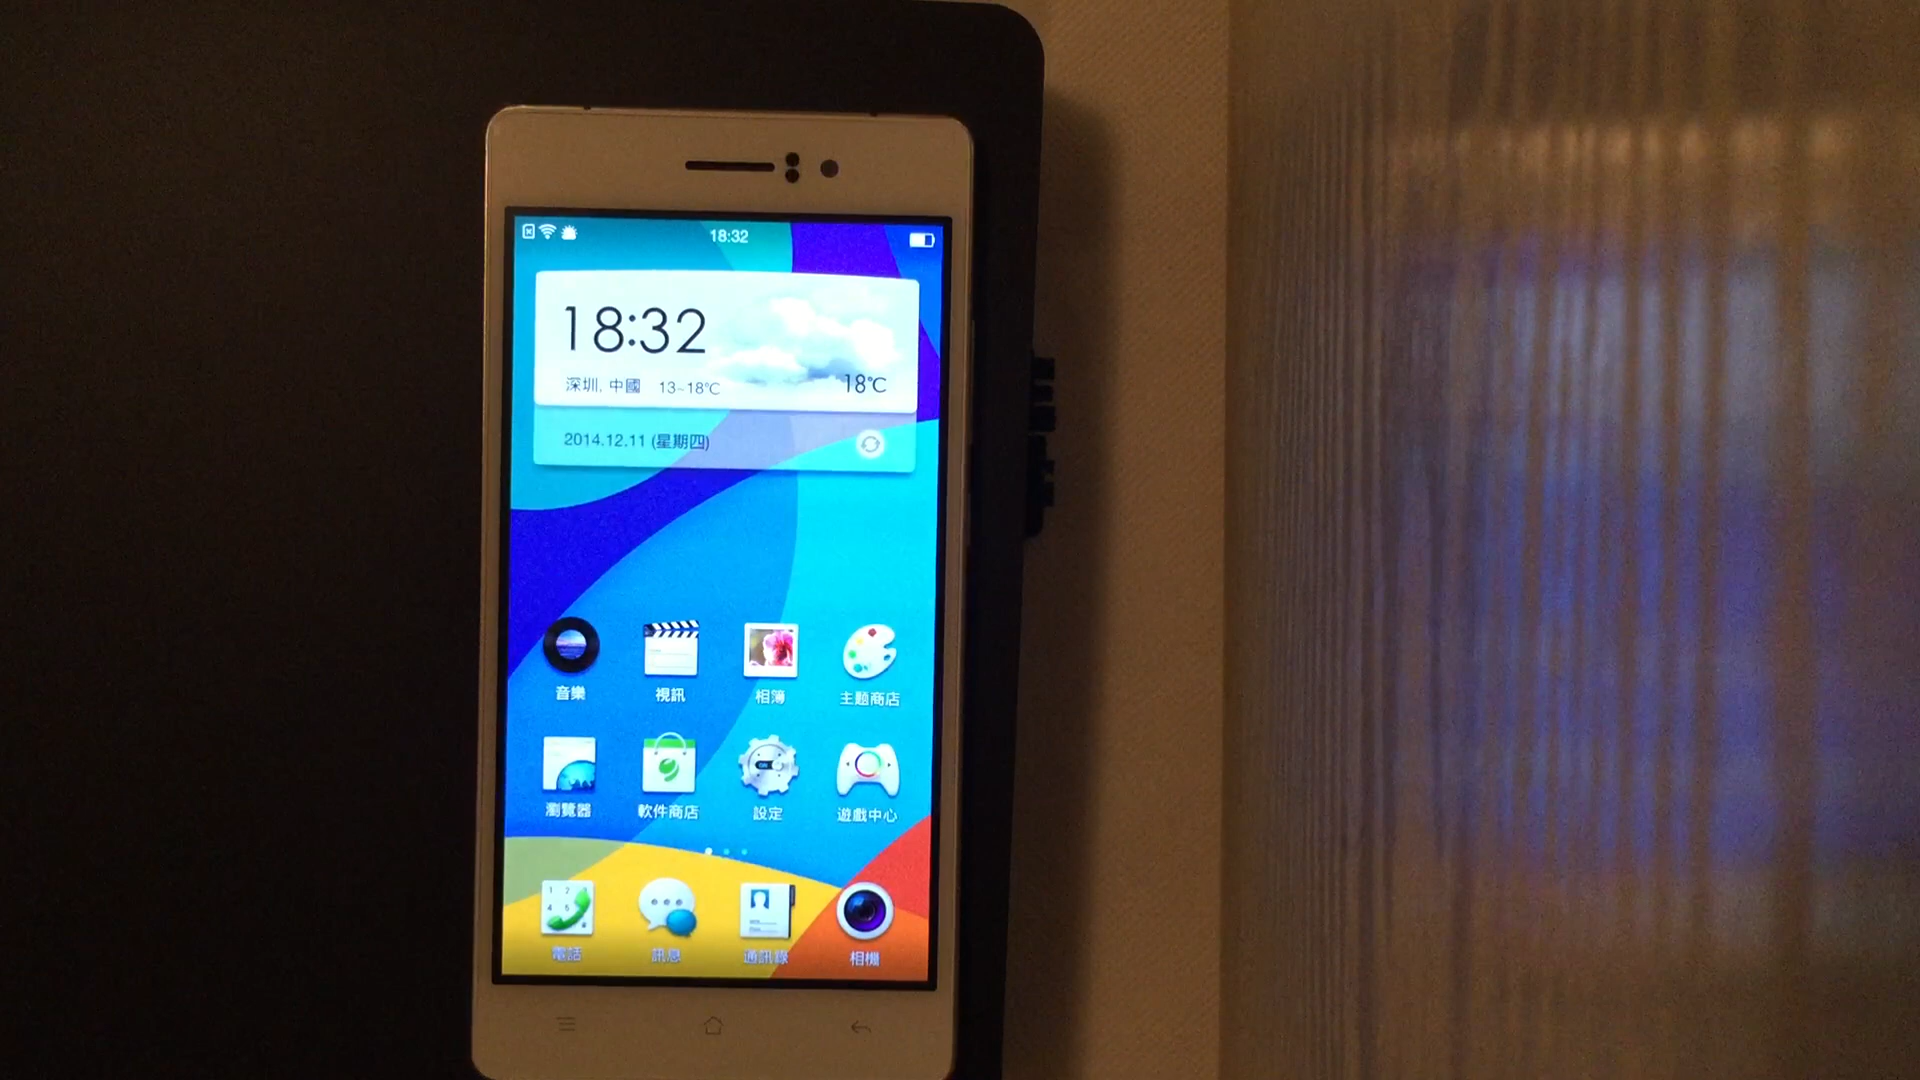 18:32
18:32
深圳, 中國 13~18℃ 18℃
2014.12.11 (星期四)
音樂 視訊 相簿 主題商店
瀏覽器 軟件商店 設定 遊戲中心
電話 訊息 通訊錄 相機